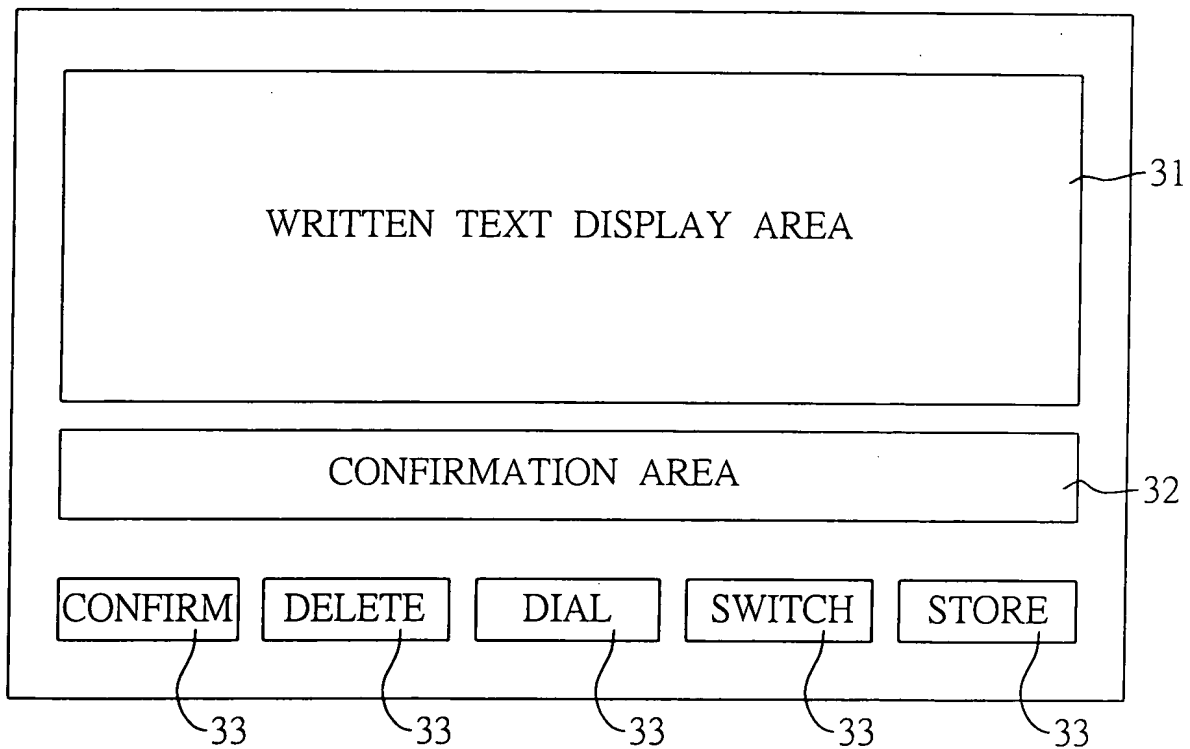 WRITTEN TEXT DISPLAY AREA
31
CONFIRMATION AREA
32
CONFIRM DELETE DIAL SWITCH STORE
33 33 33 33 33